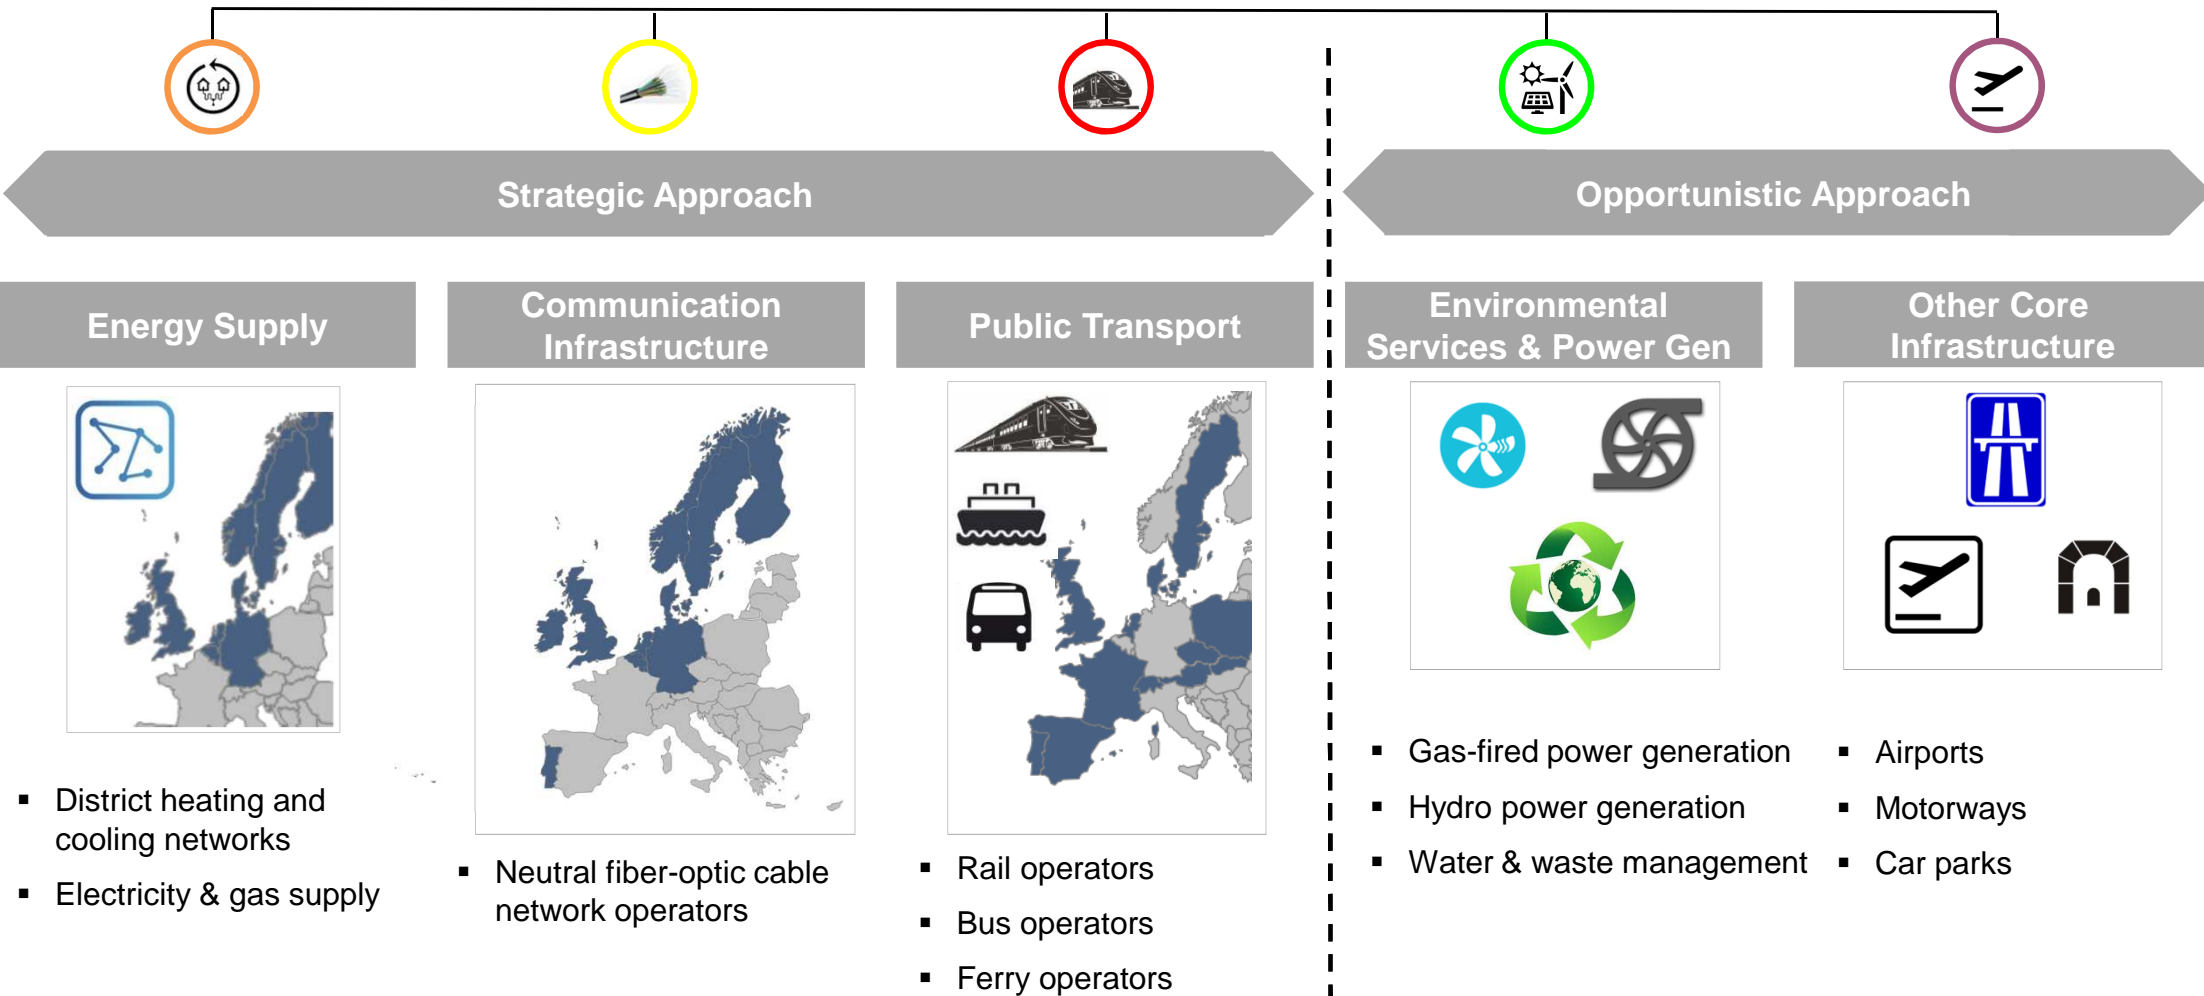 Strategic Approach
Opportunistic Approach
Energy Supply
Communication
Infrastructure
Public Transport
Environmental
Services & Power Gen
Other Core
Infrastructure
▪ District heating and
cooling networks
▪ Electricity & gas supply
▪ Neutral fiber-optic cable
network operators
▪ Rail operators
▪ Bus operators
▪ Ferry operators
▪ Gas-fired power generation
▪ Hydro power generation
▪ Water & waste management
▪ Airports
▪ Motorways
▪ Car parks